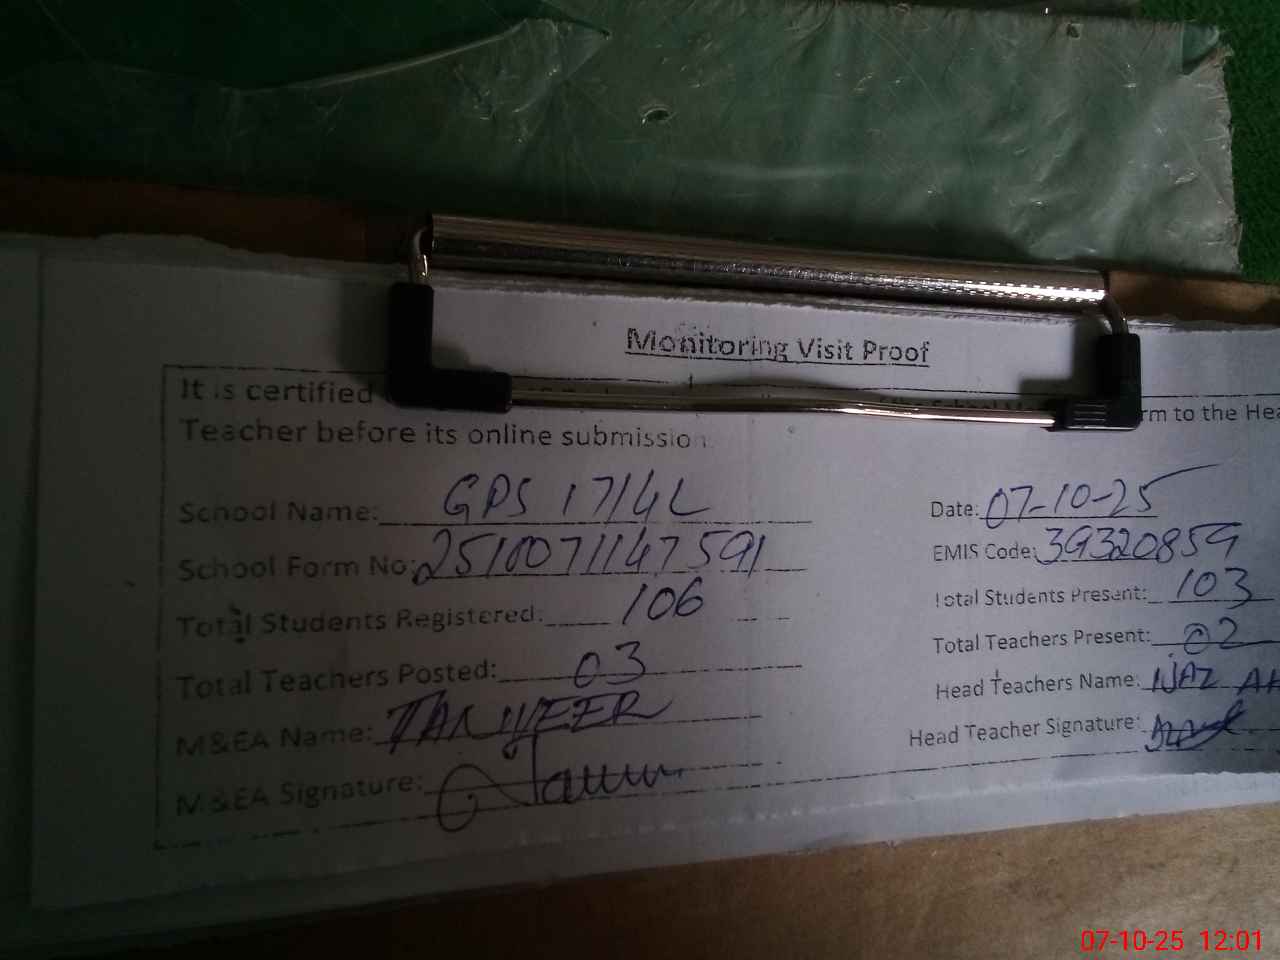 Monitoring Visit Proof
It is certified rm to the Hea
Teacher before its online submission.
School Name: GPS 17/4L Date: 07-10-25
School Form No: 2510071147591 EMIS Code: 39320859
Total Students Registered: 106 Total Students Present: 103
Total Teachers Posted: 03 Total Teachers Present: 02
M&EA Name: TANVEER Head Teachers Name: NAZ AH
M&EA Signature: Head Teacher Signature:
07-10-25 12:01